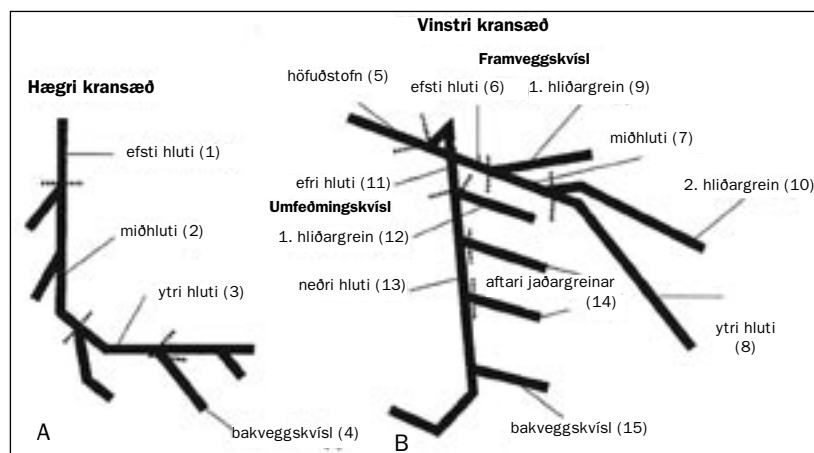 Vinstri kransæð
Framveggskvísl
höfuðstofn (5)
efsti hluti (6)
1. hliðargrein (9)
Hægri kransæð
efsti hluti (1)
miðhluti (7)
efri hluti (11)
2. hliðargrein (10)
Umfeðmingskvísl
miðhluti (2)
1. hliðargrein (12)
ytri hluti (3)
neðri hluti (13)
aftari jaðargreinar
(14)
ytri hluti
(8)
A
bakveggskvísl (4)
B
bakveggskvísl (15)